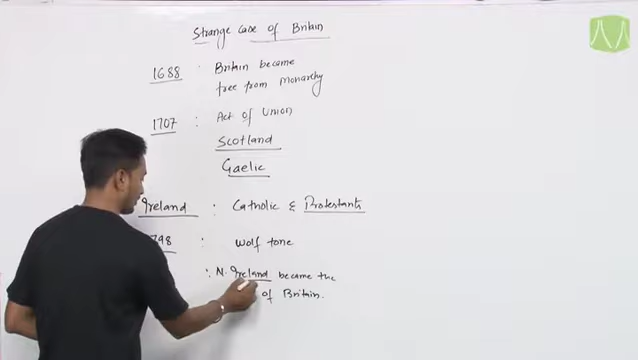 Strange case of Britain
1688 : Britain became
free from Monarchy
1707 : Act of Union
Scotland
Gaelic
Ireland : Catholic & Protestants
798 : Wolf tone
: N. Ireland became the
of Britain.